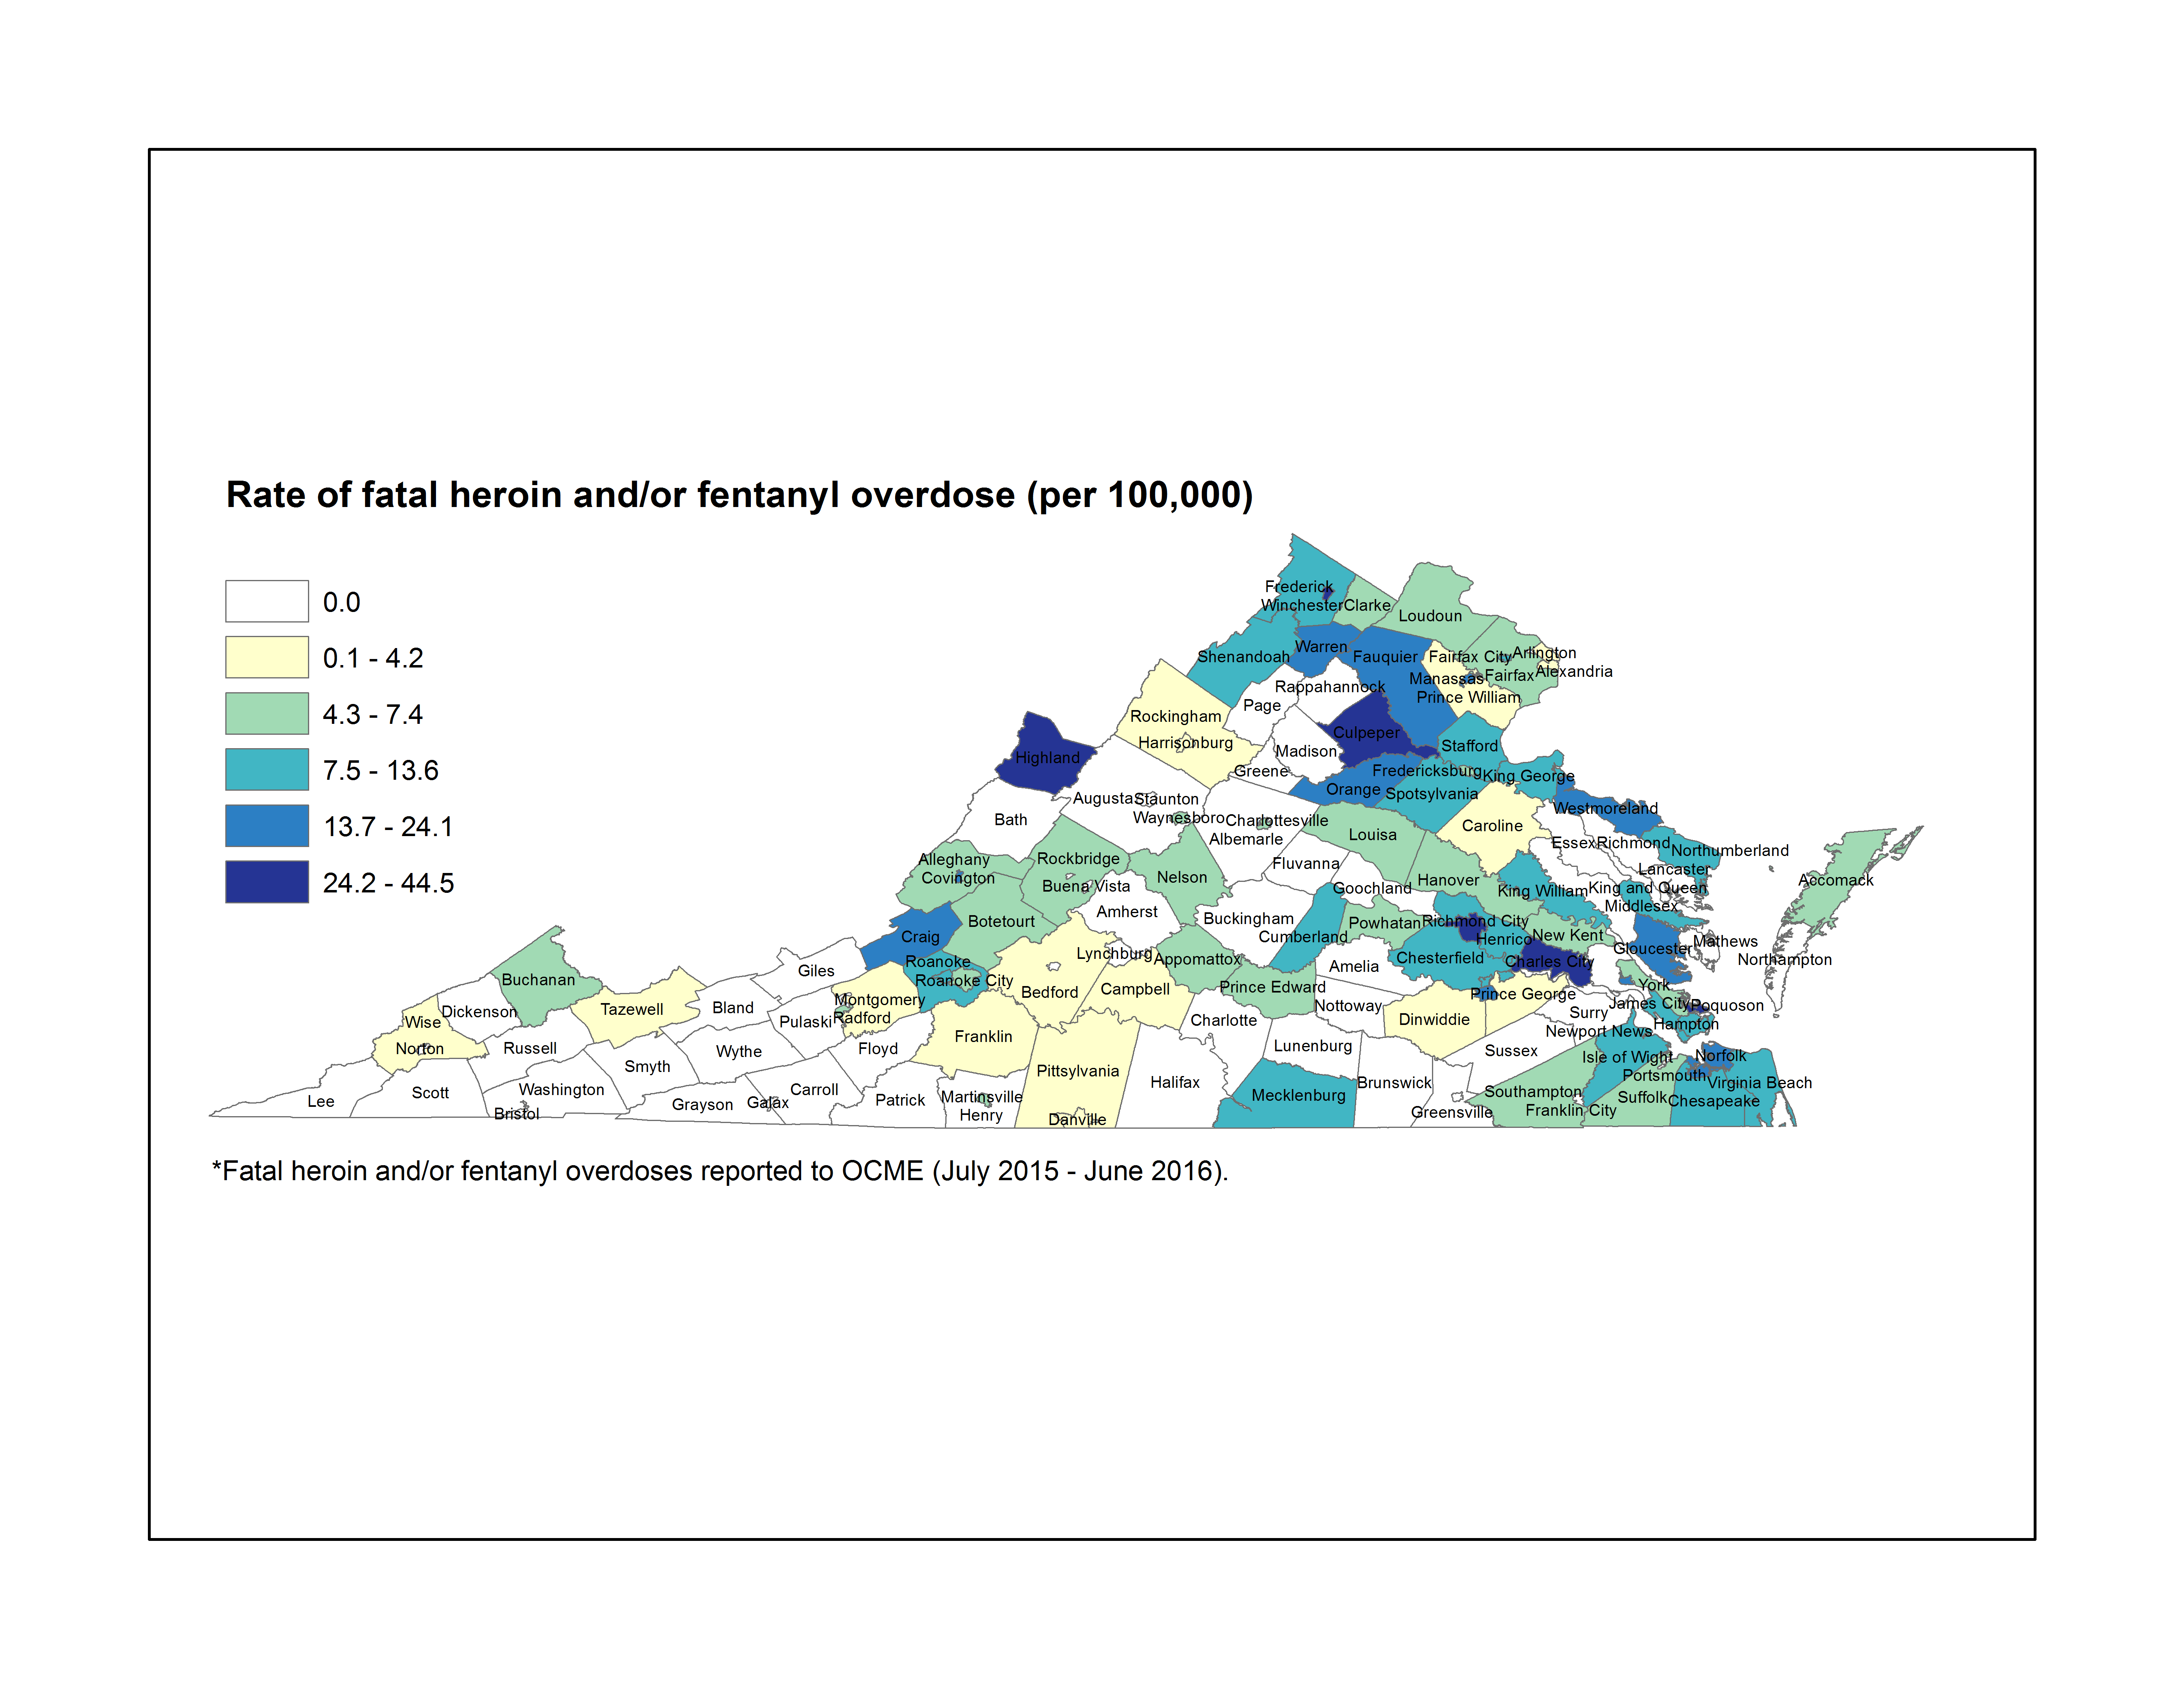 Rate of fatal heroin and/or fentanyl overdose (per 100,000)
0.0
0.1 - 4.2
4.3 - 7.4
7.5 - 13.6
13.7 - 24.1
24.2 - 44.5
Frederick
Winchester
Clarke
Loudoun
Shenandoah
Warren
Fauquier
Fairfax City
Arlington
Manassas
Fairfax
Alexandria
Rappahannock
Prince William
Page
Rockingham
Culpeper
Harrisonburg
Madison
Stafford
Highland
Greene
Fredericksburg
King George
Orange
Spotsylvania
Augusta
Staunton
Westmoreland
Bath
Waynesboro
Charlottesville
Caroline
Albemarle
Louisa
Essex
Richmond
Northumberland
Alleghany
Rockbridge
Fluvanna
Lancaster
Covington
Buena Vista
Nelson
Goochland
Hanover
King William
King and Queen
Accomack
Middlesex
Amherst
Buckingham
Botetourt
Powhatan
Richmond City
Craig
Cumberland
Henrico
New Kent
Mathews
Gloucester
Lynchburg
Appomattox
Chesterfield
Charles City
Northampton
Roanoke
Giles
Amelia
Buchanan
Roanoke City
York
Bedford
Campbell
Prince Edward
Prince George
Montgomery
James City
Poquoson
Tazewell
Bland
Nottoway
Dickenson
Radford
Surry
Wise
Pulaski
Charlotte
Dinwiddie
Hampton
Newport News
Franklin
Norton
Russell
Wythe
Floyd
Lunenburg
Sussex
Isle of Wight
Norfolk
Smyth
Pittsylvania
Portsmouth
Halifax
Brunswick
Virginia Beach
Washington
Carroll
Scott
Southampton
Mecklenburg
Martinsville
Suffolk
Chesapeake
Lee
Grayson
Galax
Patrick
Henry
Greensville
Franklin City
Bristol
Danville
*Fatal heroin and/or fentanyl overdoses reported to OCME (July 2015 - June 2016).